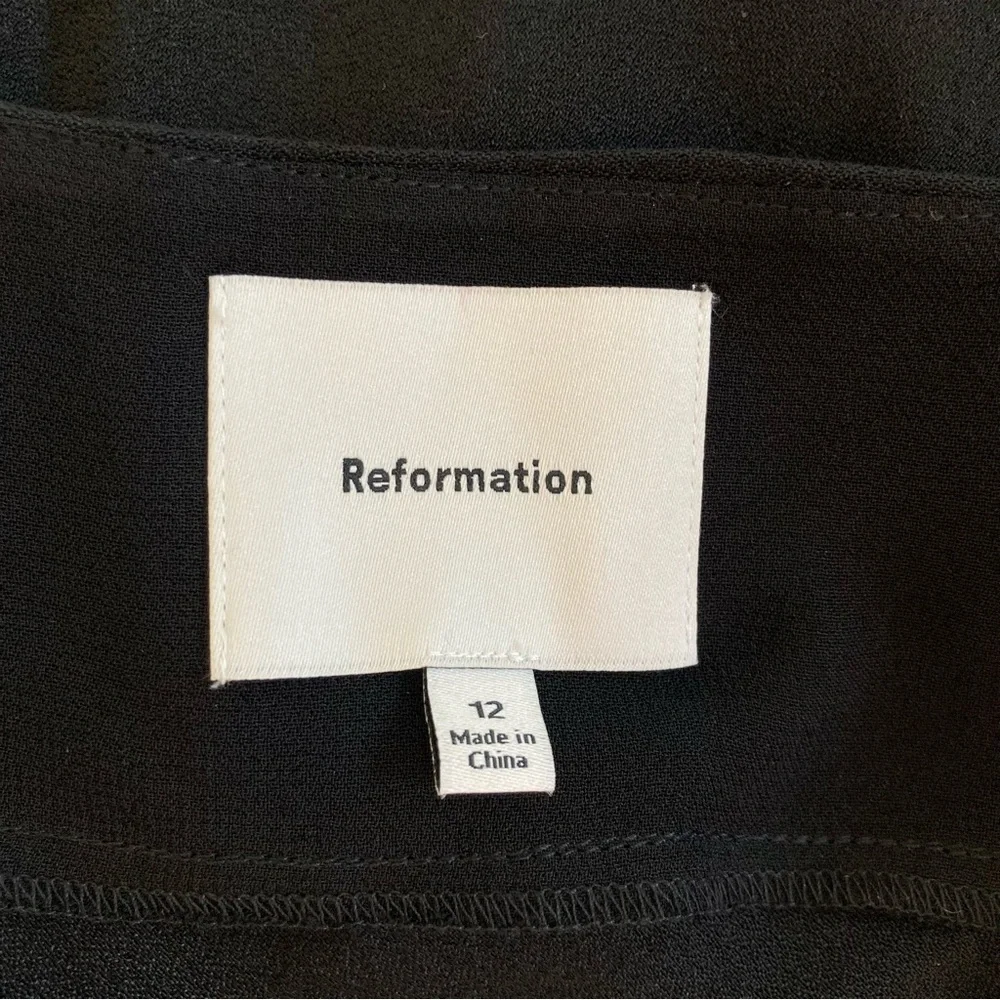 Reformation
12
Made in
China